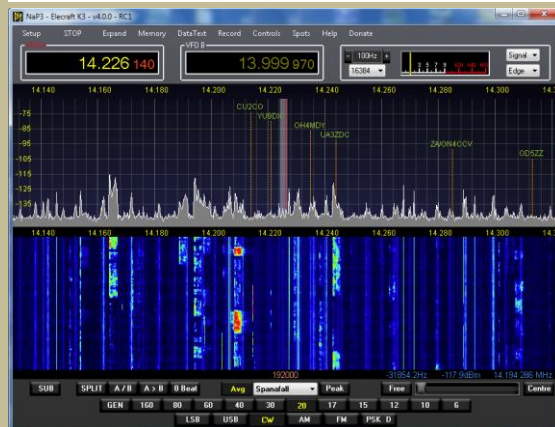 NaP3 - Elecraft K3 - v4.0.0 - RC1
Setup STOP Expand Memory DataText Record Controls Spots Help Donate
VFO B
14.226 140
13.999 970
- 100Hz +
16384
Signal
Edge
14.140 14.160 14.180 14.200 14.220 14.240 14.260 14.280 14.300
CU2CO
YU9DX
OH4MDY
UA3ZDC
ZA/ON4CCV
OD5ZZ
-75
-85
-95
-105
-115
-125
-135
14.140 14.160 14.180 14.200 14.220 14.240 14.260 14.280
192000 -31854.2Hz -117.9dBm 14.194 286 MHz
SUB SPLIT A / B A > B 0 Beat Avg Spanafall Peak Free Centre
GEN 160 80 60 40 30 20 17 15 12 10 6
LSB USB CW AM FM PSK D